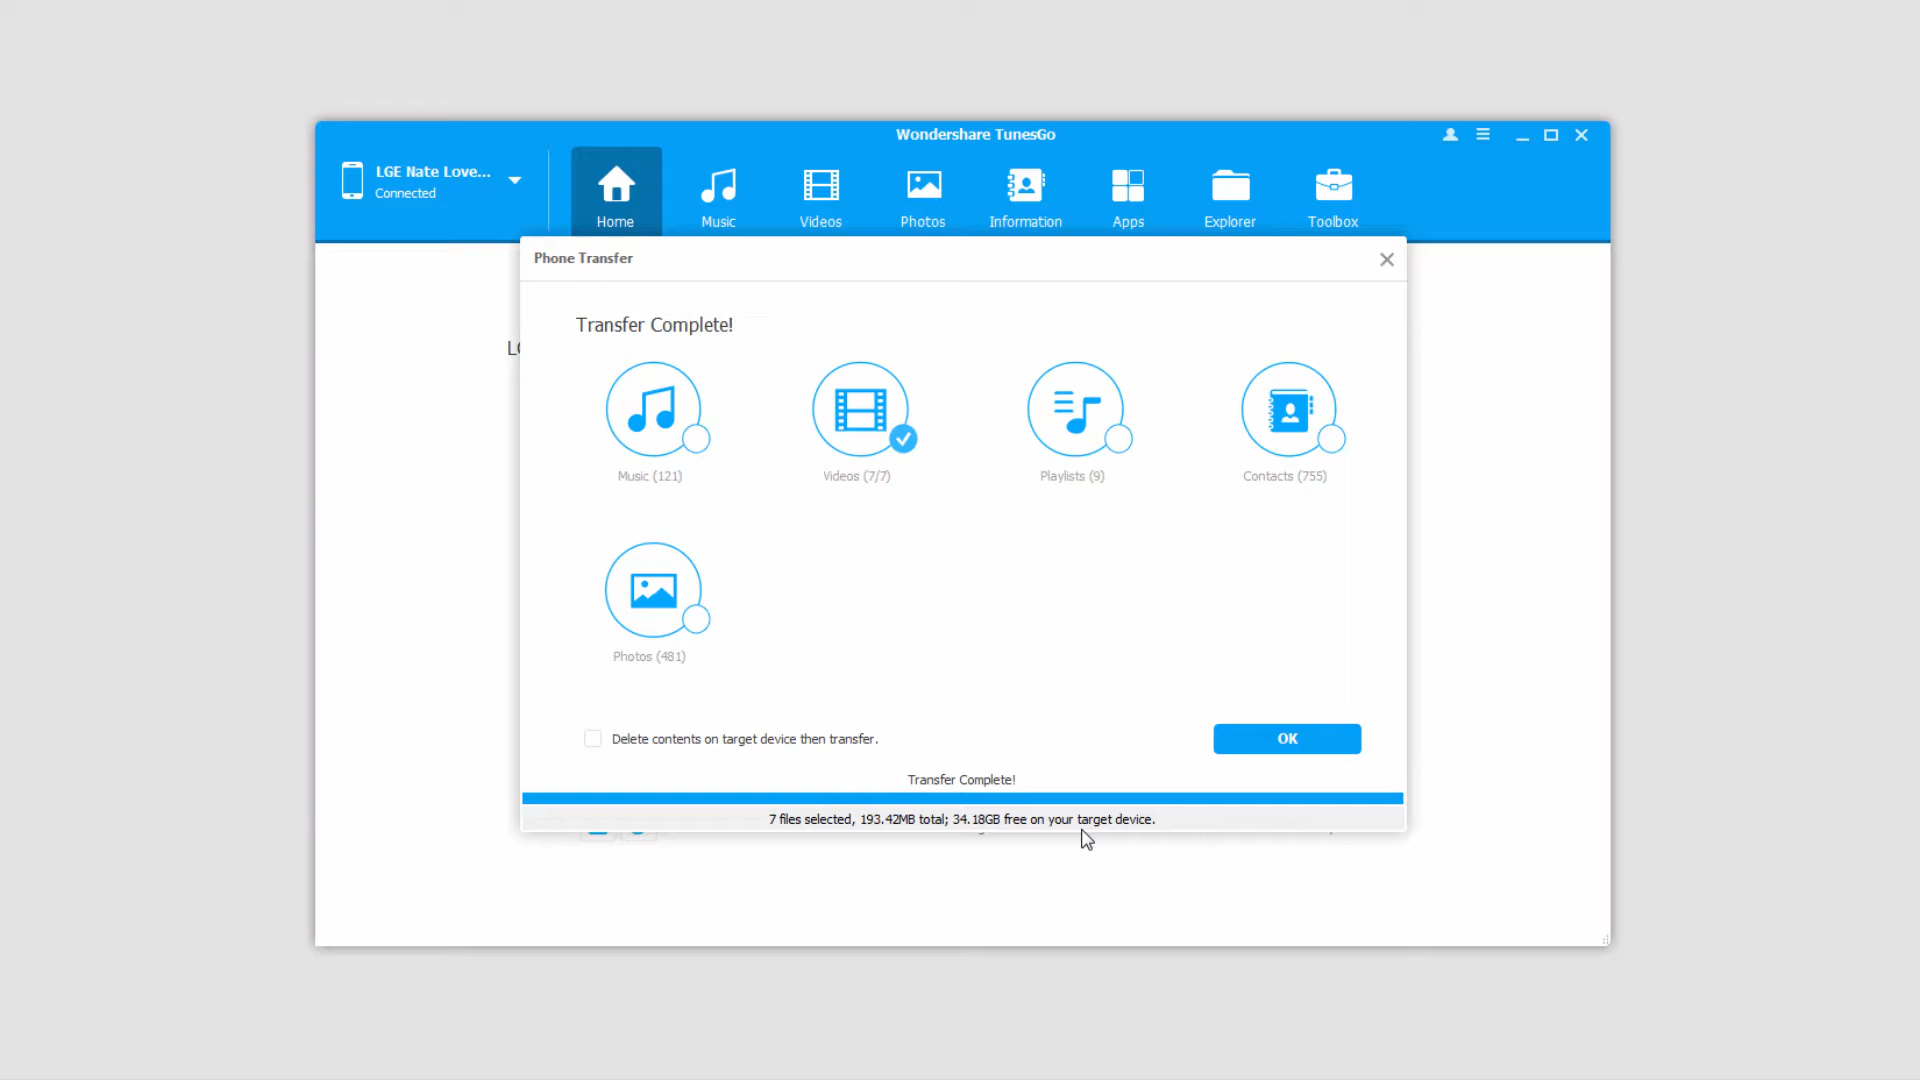 Wondershare TunesGo
LGE Nate Love...
Connected
Home
Music
Videos
Photos
Information
Apps
Explorer
Toolbox
Phone Transfer
Transfer Complete!
Music (121)
Videos (7/7)
Playlists (9)
Contacts (755)
Photos (481)
Delete contents on target device then transfer.
OK
Transfer Complete!
7 files selected, 193.42MB total; 34.18GB free on your target device.